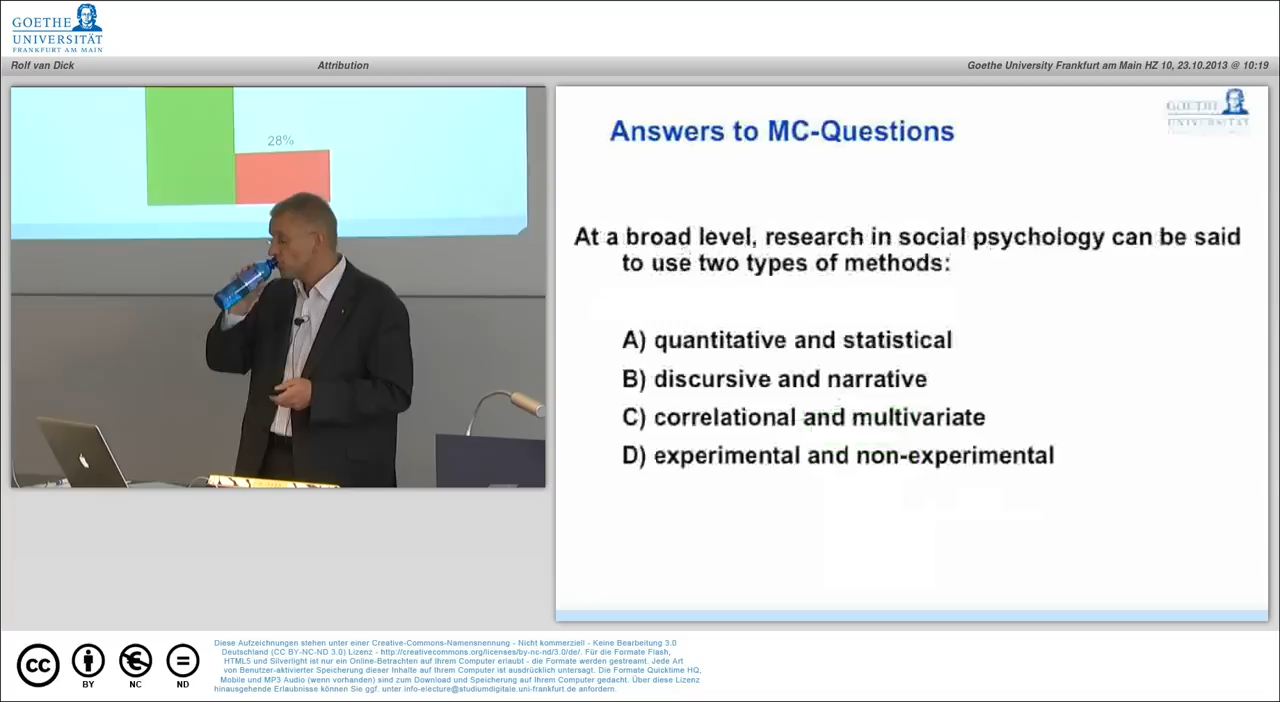 GOETHE
UNIVERSITÄT
FRANKFURT AM MAIN
Rolf van Dick
Attribution
Goethe University Frankfurt am Main HZ 10, 23.10.2013 @ 10:19
28%
GOETHE
UNIVERSITÄT
Answers to MC-Questions
At a broad level, research in social psychology can be said
to use two types of methods:
A) quantitative and statistical
B) discursive and narrative
C) correlational and multivariate
D) experimental and non-experimental
cc
BY
NC
ND
Diese Aufzeichnungen stehen unter einer Creative-Commons-Namensnennung - Nicht kommerziell - Keine Bearbeitung 3.0
Deutschland (CC BY-NC-ND 3.0) Lizenz - http://creativecommons.org/licenses/by-nc-nd/3.0/de/. Für die Formate Flash,
HTML5 und Silverlight ist nur ein Online-Betrachten auf Ihrem Computer erlaubt - die Formate werden gestreamt. Jede Art
von Benutzer-aktivierter Speicherung dieser Inhalte auf Ihrem Computer ist ausdrücklich untersagt. Die Formate Quicktime HQ,
Mobile und MP3 Audio (wenn vorhanden) sind zum Download und Speicherung auf Ihrem Computer gedacht. Über diese Lizenz
hinausgehende Erlaubnisse können Sie ggf. unter info-electure@studiumdigitale.uni-frankfurt.de anfordern.